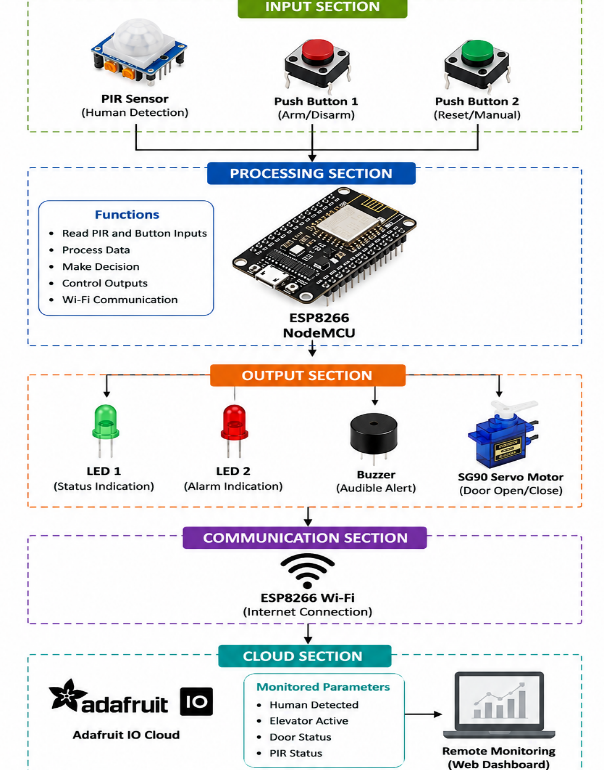 INPUT SECTION
PIR Sensor
(Human Detection)
Push Button 1
(Arm/Disarm)
Push Button 2
(Reset/Manual)
PROCESSING SECTION
Functions
• Read PIR and Button Inputs
• Process Data
• Make Decision
• Control Outputs
• Wi-Fi Communication
ESP8266
NodeMCU
OUTPUT SECTION
LED 1
(Status Indication)
LED 2
(Alarm Indication)
Buzzer
(Audible Alert)
SG90 Servo Motor
(Door Open/Close)
COMMUNICATION SECTION
ESP8266 Wi-Fi
(Internet Connection)
CLOUD SECTION
adafruit IO
Adafruit IO Cloud
Monitored Parameters
• Human Detected
• Elevator Active
• Door Status
• PIR Status
Remote Monitoring
(Web Dashboard)